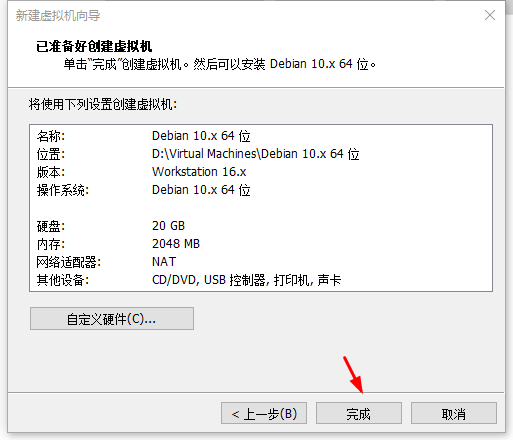 新建虚拟机向导
已准备好创建虚拟机
单击“完成”创建虚拟机。然后可以安装 Debian 10.x 64 位。
将使用下列设置创建虚拟机:
名称: Debian 10.x 64 位
位置: D:\Virtual Machines\Debian 10.x 64 位
版本: Workstation 16.x
操作系统: Debian 10.x 64 位
硬盘: 20 GB
内存: 2048 MB
网络适配器: NAT
其他设备: CD/DVD, USB 控制器, 打印机, 声卡
自定义硬件(C)...
< 上一步(B) 完成 取消